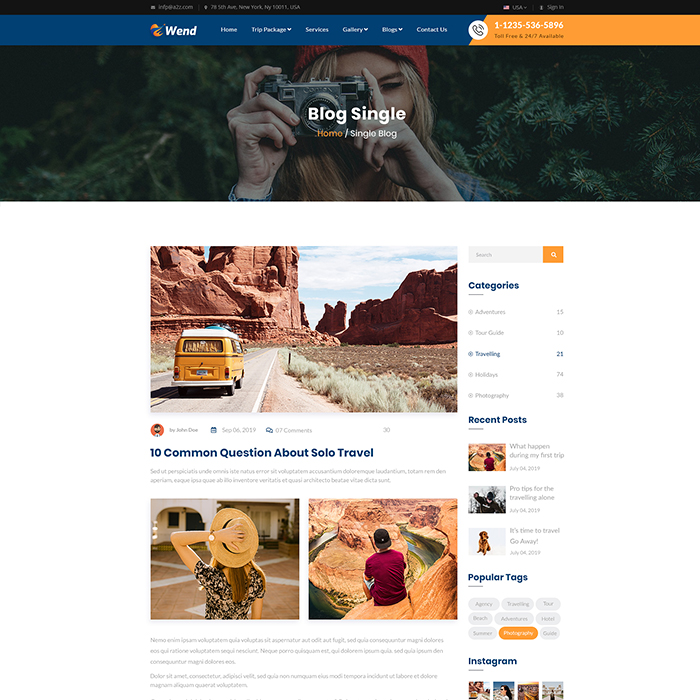 infp@a2z.com 78 5th Ave, New York, Ny 10011, USA USA Sign In
Wend Home Trip Package Services Gallery Blogs Contact Us 1-1235-536-5896
Toll Free & 24/7 Available
Blog Single
Home / Single Blog
Search
Categories
Adventures 15
Tour Guide 10
Travelling 21
Holidays 74
Photography 38
by John Doe Sep 06, 2019 07 Comments 30
10 Common Question About Solo Travel
Sed ut perspiciatis unde omnis iste natus error sit voluptatem accusantium doloremque laudantium, totam rem den
aperiam, eaque ipsa quae ab illo inventore veritatis et quasi architecto beatae vitae dicta sunt.
Recent Posts
What happen
during my first trip
July 04, 2019
Pro tips for the
travelling alone
July 04, 2019
It's time to travel
Go Away!
July 04, 2019
Popular Tags
Agency Travelling Tour
Breach Adventures Hotel
Summer Photography Guide
Nemo enim ipsam voluptatem quia voluptas sit aspernatur aut odit aut fugit, sed quia consequuntur magni dolores
eos qui ratione voluptatem sequi nesciunt. Neque porro quisquam est, qui dolorem ipsum quia, sed quia quin den
consequuntur magni dolores eos.
Dolor sit amet, consectetur, adipisci velit, sed quia non numquam eius modi tempora incidunt ut labore et dolore
magnam aliquam quaerat voluptatem.
Instagram